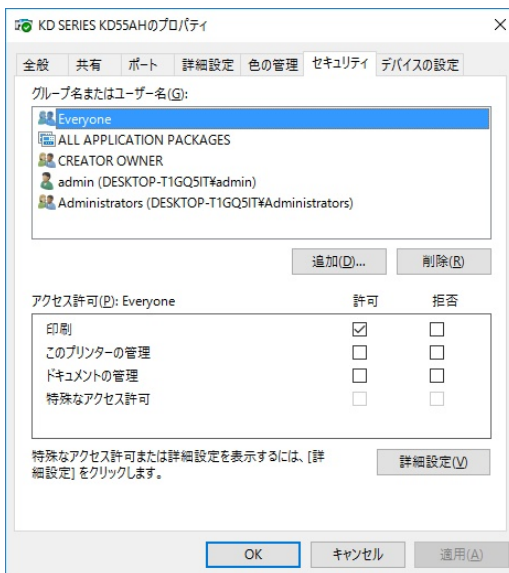 KD SERIES KD55AHのプロパティ
全般 共有 ポート 詳細設定 色の管理 セキュリティ デバイスの設定
グループ名またはユーザー名(G):
Everyone
ALL APPLICATION PACKAGES
CREATOR OWNER
admin (DESKTOP-T1GQ5IT¥admin)
Administrators (DESKTOP-T1GQ5IT¥Administrators)
追加(D)... 削除(R)
アクセス許可(P): Everyone 許可 拒否
印刷
このプリンターの管理
ドキュメントの管理
特殊なアクセス許可
特殊なアクセス許可または詳細設定を表示するには、[詳
細設定] をクリックします。
詳細設定(V)
OK キャンセル 適用(A)